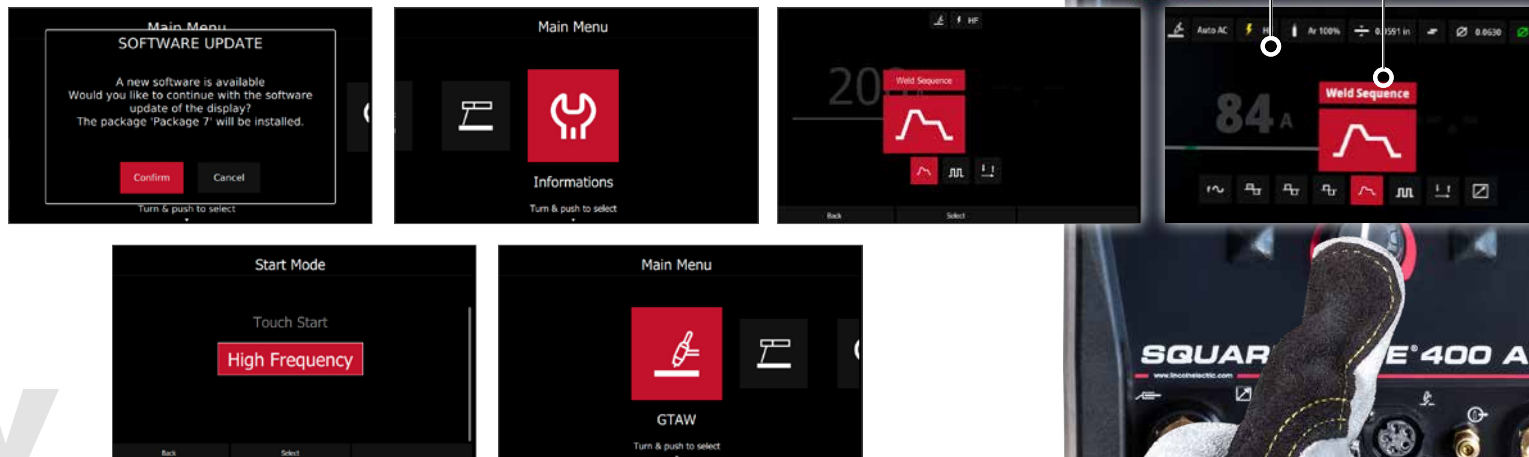 Main Menu
SOFTWARE UPDATE
A new software is available
Would you like to continue with the software
update of the display?
The package 'Package 7' will be installed.
Confirm Cancel
Turn & push to select
Main Menu
Informations
Turn & push to select
HF
Weld Sequence
Back Select
Auto AC
Ar 100%
0.0630
Weld Sequence
84 A
Start Mode
Touch Start
High Frequency
Back Select
Main Menu
GTAW
Turn & push to select
SQUAR E® 400 A
www.lincolnelectric.com